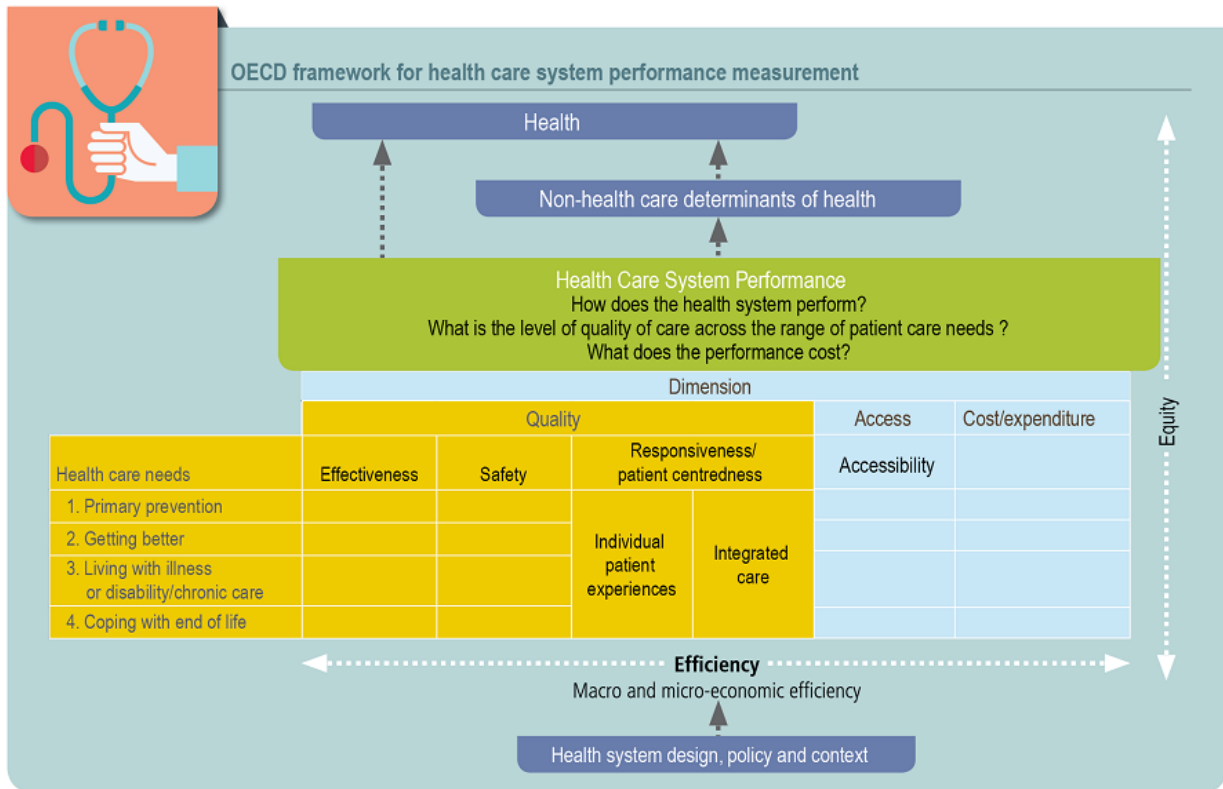 OECD framework for health care system performance measurement
Health
Non-health care determinants of health
Health Care System Performance
How does the health system perform?
What is the level of quality of care across the range of patient care needs ?
What does the performance cost?
Dimension
Quality
Access
Cost/expenditure
Health care needs
Effectiveness
Safety
Responsiveness/
patient centredness
Accessibility
1. Primary prevention
2. Getting better
3. Living with illness
or disability/chronic care
4. Coping with end of life
Individual
patient
experiences
Integrated
care
Equity
Efficiency
Macro and micro-economic efficiency
Health system design, policy and context